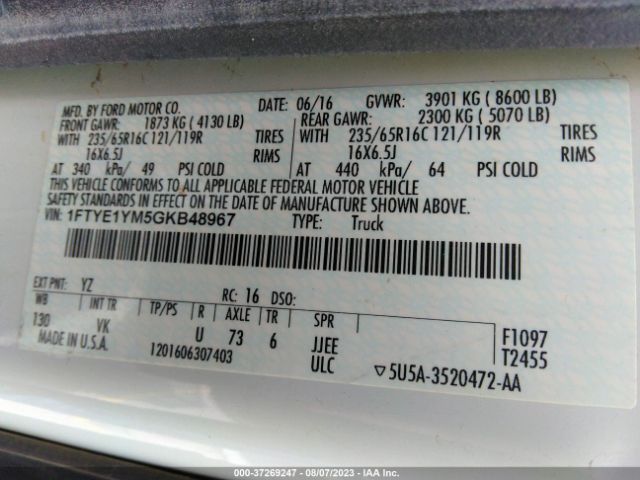 MFD. BY FORD MOTOR CO. DATE: 06/16 GVWR: 3901 KG ( 8600 LB)
FRONT GAWR: 1873 KG ( 4130 LB) REAR GAWR: 2300 KG ( 5070 LB)
WITH 235/65R16C 121/119R TIRES WITH 235/65R16C 121/119R TIRES
16X6.5J RIMS 16X6.5J RIMS
AT 340 kPa/ 49 PSI COLD AT 440 kPa/ 64 PSI COLD
THIS VEHICLE CONFORMS TO ALL APPLICABLE FEDERAL MOTOR VEHICLE
SAFETY STANDARDS IN EFFECT ON THE DATE OF MANUFACTURE SHOWN ABOVE.
VIN: 1FTYE1YM5GKB48967 TYPE: Truck
EXT PNT: YZ RC: 16 DSO:
WB INT TR TP/PS R AXLE TR SPR
130 VK U 73 6 JJEE F1097
MADE IN U.S.A. 1201606307403 ULC T2455
▽5U5A-3520472-AA
000-37269247 - 08/07/2023 - IAA Inc.